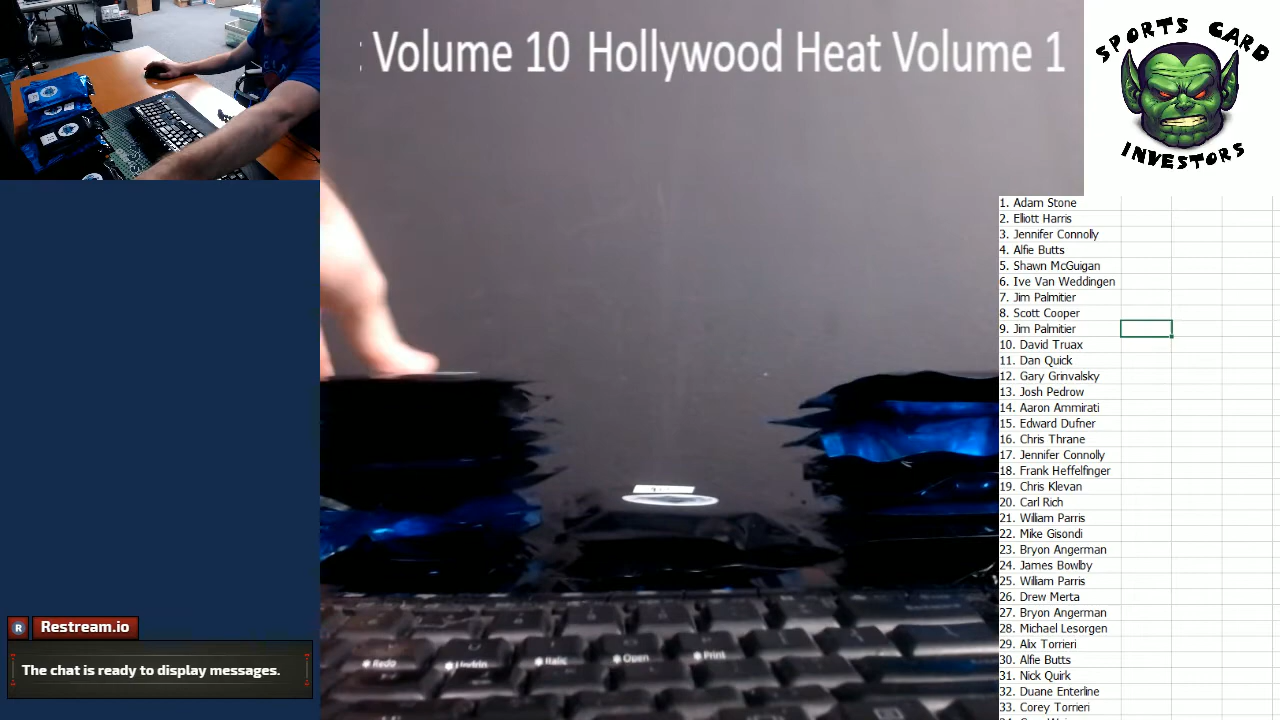 : Volume 10 Hollywood Heat Volume 1
SPORTS CARD
INVESTORS
1. Adam Stone
2. Elliott Harris
3. Jennifer Connolly
4. Alfie Butts
5. Shawn McGuigan
6. Ive Van Weddingen
7. Jim Palmitier
8. Scott Cooper
9. Jim Palmitier
10. David Truax
11. Dan Quick
12. Gary Grinvalsky
13. Josh Pedrow
14. Aaron Ammirati
15. Edward Dufner
16. Chris Thrane
17. Jennifer Connolly
18. Frank Heffelfinger
19. Chris Klevan
20. Carl Rich
21. William Parris
22. Mike Gisondi
23. Bryon Angerman
24. James Bowlby
25. William Parris
26. Drew Merta
27. Bryon Angerman
28. Michael Lesorgen
29. Alix Torrieri
30. Alfie Butts
31. Nick Quirk
32. Duane Enterline
33. Corey Torrieri
R Restream.io
The chat is ready to display messages.
Redo
Italic
Open
Print